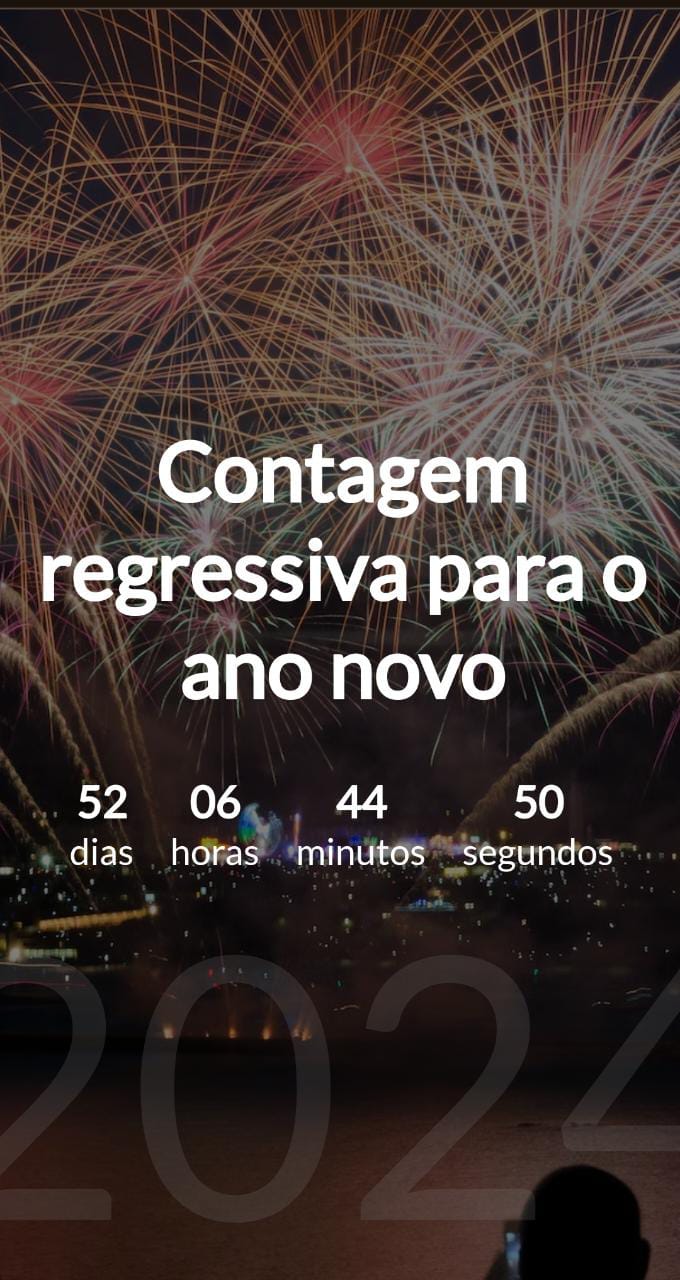 Contagem
regressiva para o
ano novo
52 06 44 50
dias horas minutos segundos
2024